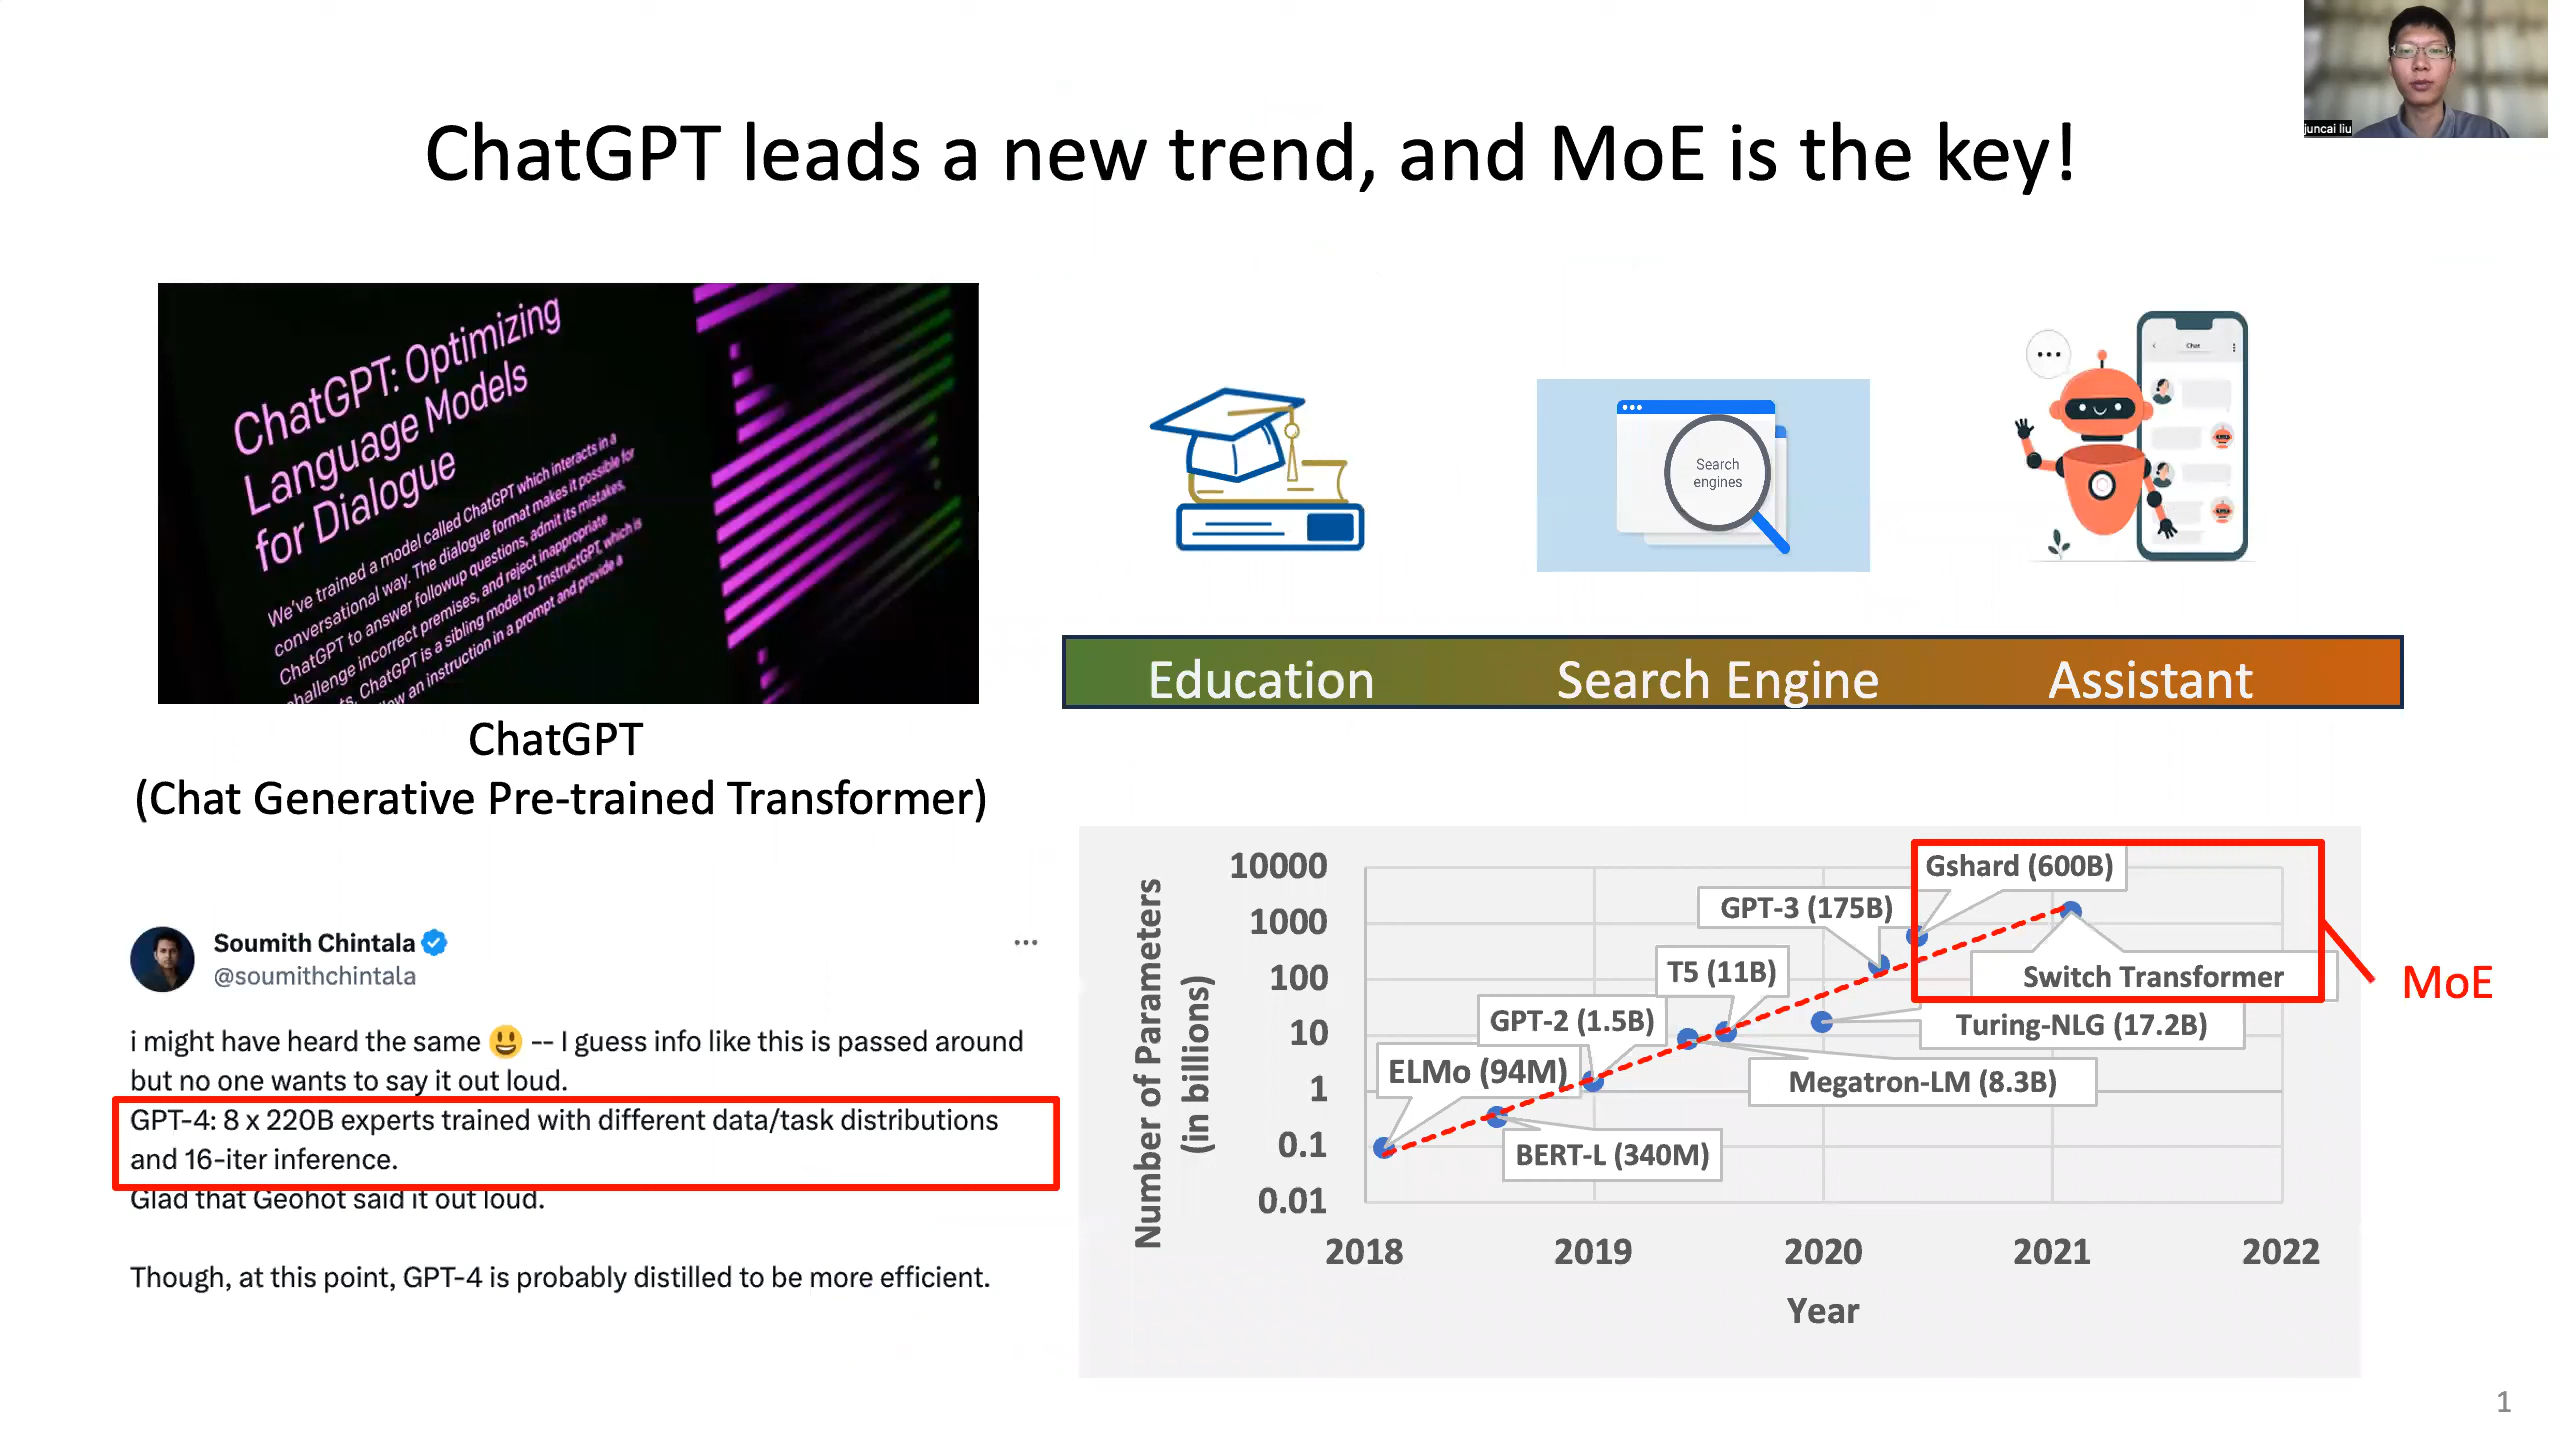 juncai liu
ChatGPT leads a new trend, and MoE is the key!
ChatGPT: Optimizing
Language Models
for Dialogue
We've trained a model called ChatGPT which interacts in a
conversational way. The dialogue format makes it possible for
ChatGPT to answer followup questions, admit its mistakes,
challenge incorrect premises, and reject inappropriate
ts. ChatGPT is a sibling model to InstructGPT, which is
an instruction in a prompt and provide a
ChatGPT
(Chat Generative Pre-trained Transformer)
Search
engines
Chat
Education
Search Engine
Assistant
Soumith Chintala
@soumithchintala
...
i might have heard the same 😃 -- I guess info like this is passed around
but no one wants to say it out loud.
GPT-4: 8 x 220B experts trained with different data/task distributions
and 16-iter inference.
Glad that Geohot said it out loud.
Though, at this point, GPT-4 is probably distilled to be more efficient.
Number of Parameters
(in billions)
10000
1000
100
10
1
0.1
0.01
2018
2019
2020
2021
2022
Year
ELMo (94M)
BERT-L (340M)
GPT-2 (1.5B)
Megatron-LM (8.3B)
T5 (11B)
Turing-NLG (17.2B)
GPT-3 (175B)
Gshard (600B)
Switch Transformer
MoE
1